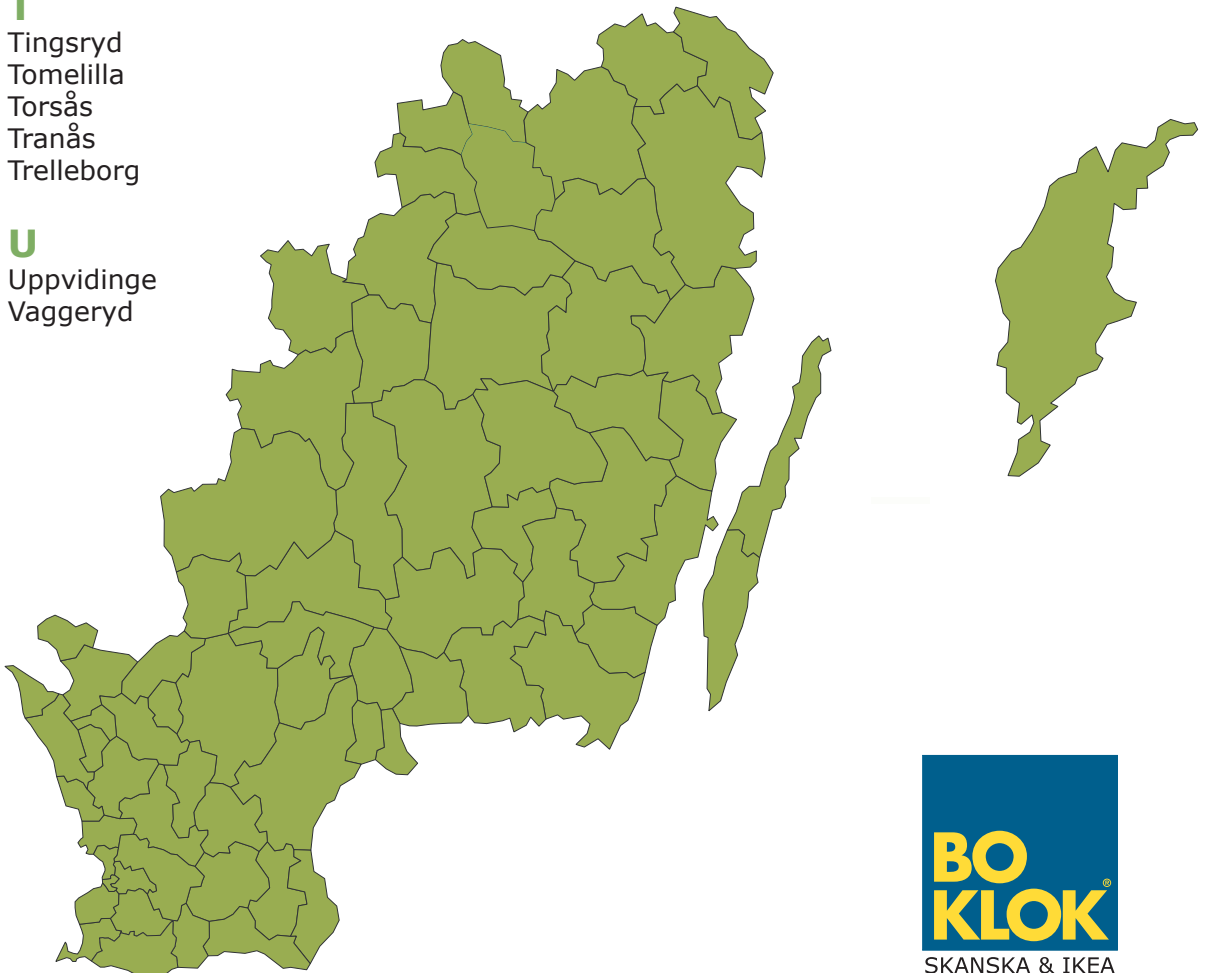 T
Tingsryd
Tomelilla
Torsås
Tranås
Trelleborg
U
Uppvidinge
Vaggeryd
BO
KLOK®
SKANSKA & IKEA